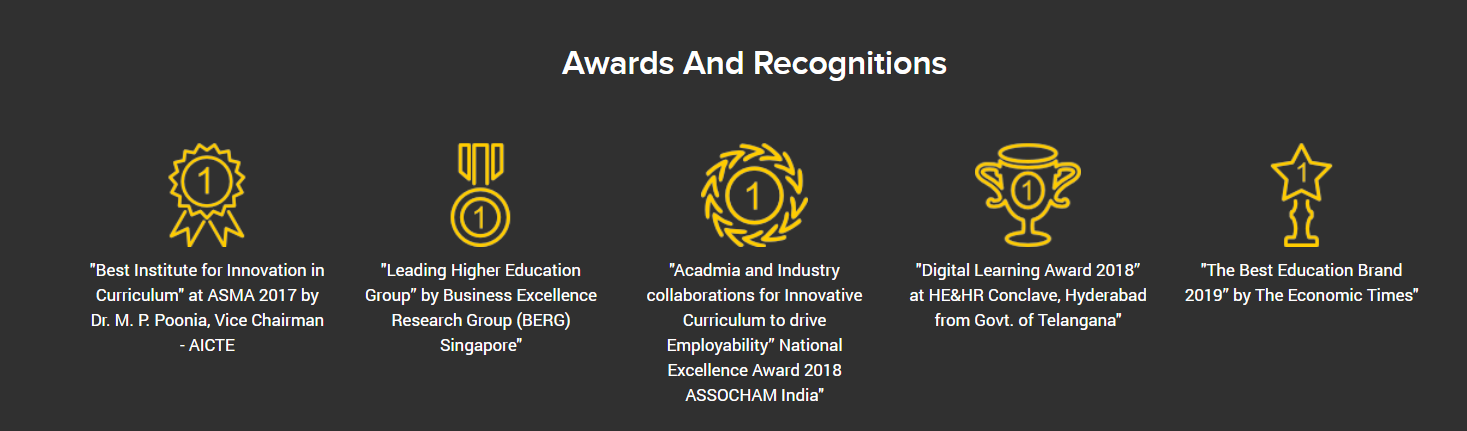 Awards And Recognitions
1
1
1
1
1
"Best Institute for Innovation in
Curriculum" at ASMA 2017 by
Dr. M. P. Poonia, Vice Chairman
- AICTE
"Leading Higher Education
Group” by Business Excellence
Research Group (BERG)
Singapore"
"Acadmia and Industry
collaborations for Innovative
Curriculum to drive
Employability” National
Excellence Award 2018
ASSOCHAM India"
"Digital Learning Award 2018”
at HE&HR Conclave, Hyderabad
from Govt. of Telangana"
"The Best Education Brand
2019” by The Economic Times"